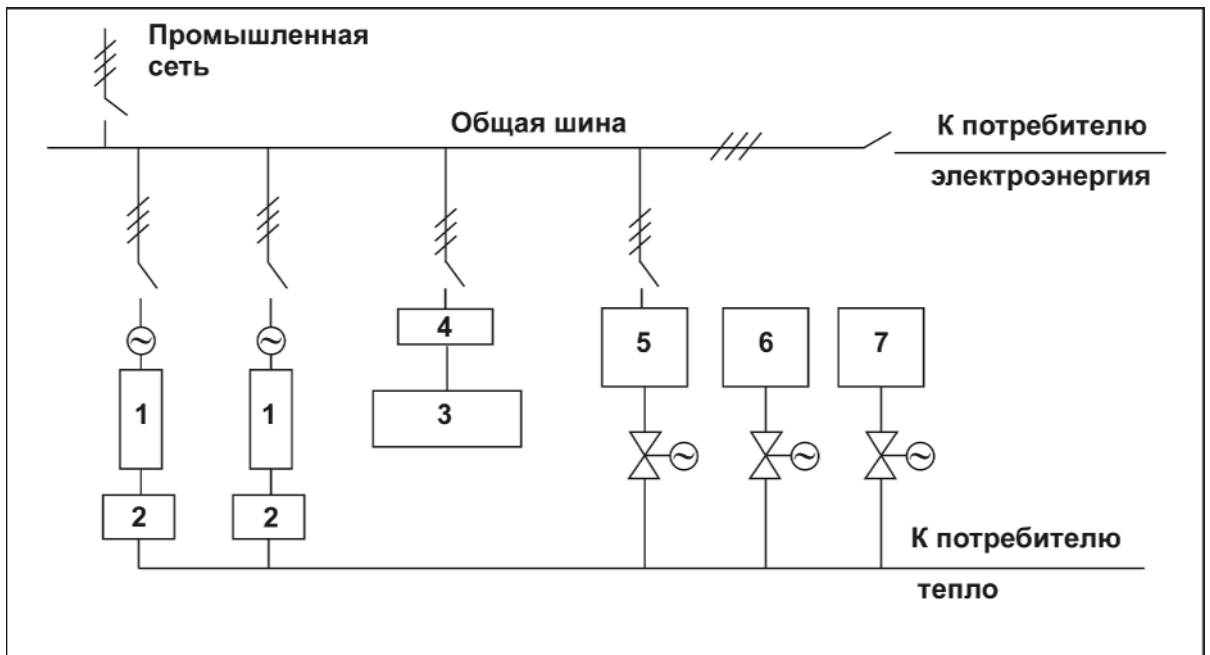 Промышленная
сеть
Общая шина
К потребителю
электроэнергия
4
5
6
7
1
1
3
2
2
К потребителю
тепло